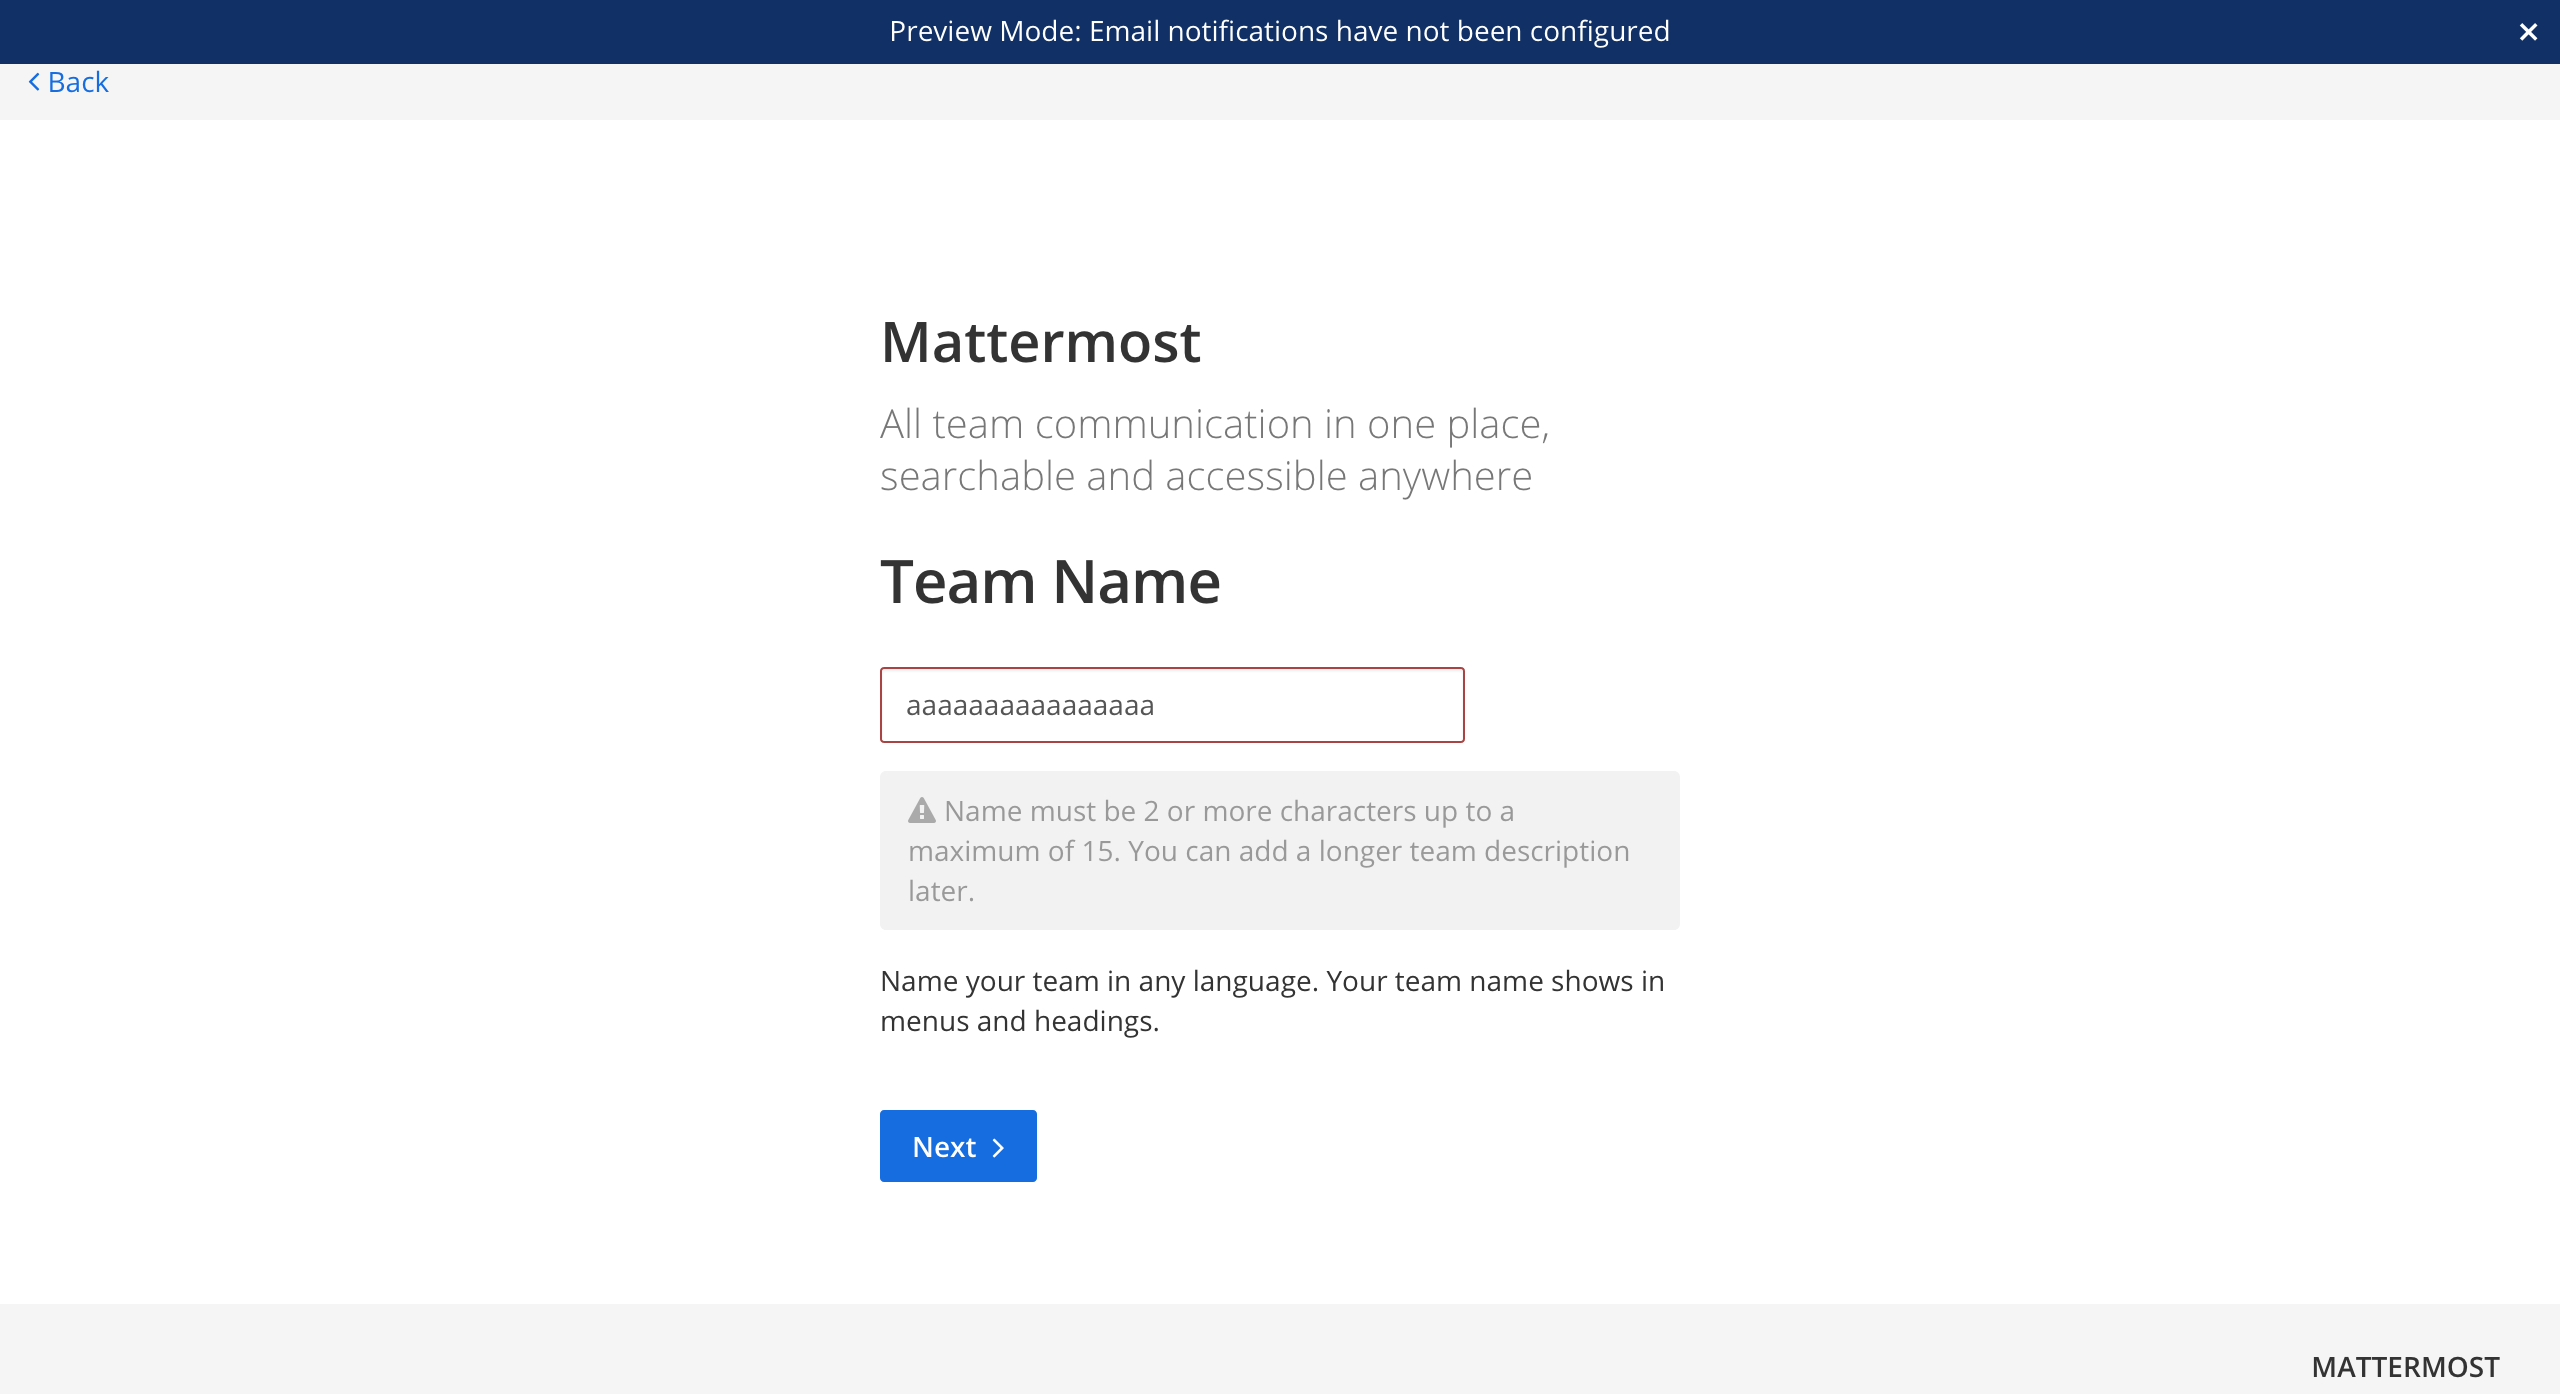 Preview Mode: Email notifications have not been configured
Back
Mattermost
All team communication in one place,
searchable and accessible anywhere
Team Name
aaaaaaaaaaaaaaaa
Name must be 2 or more characters up to a
maximum of 15. You can add a longer team description
later.
Name your team in any language. Your team name shows in
menus and headings.
Next
MATTERMOST